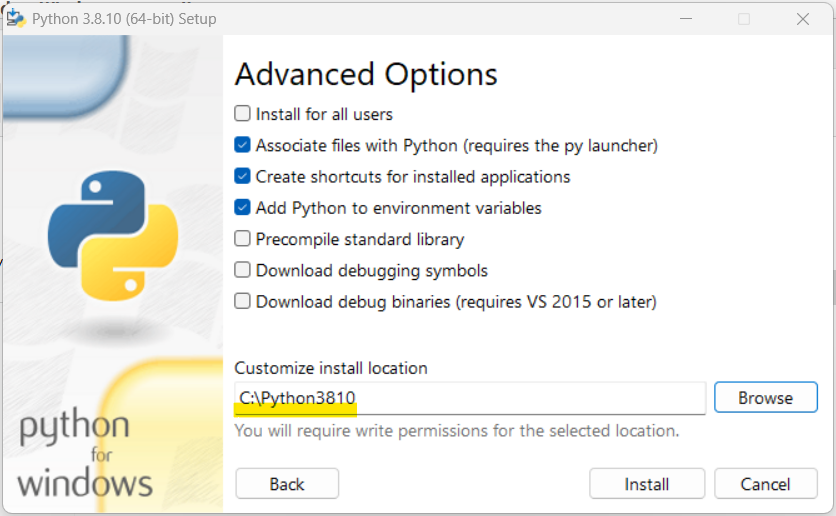 Python 3.8.10 (64-bit) Setup
Advanced Options
Install for all users
Associate files with Python (requires the py launcher)
Create shortcuts for installed applications
Add Python to environment variables
Precompile standard library
Download debugging symbols
Download debug binaries (requires VS 2015 or later)
Customize install location
C:\Python3810
Browse
You will require write permissions for the selected location.
python
for
windows
Back
Install
Cancel